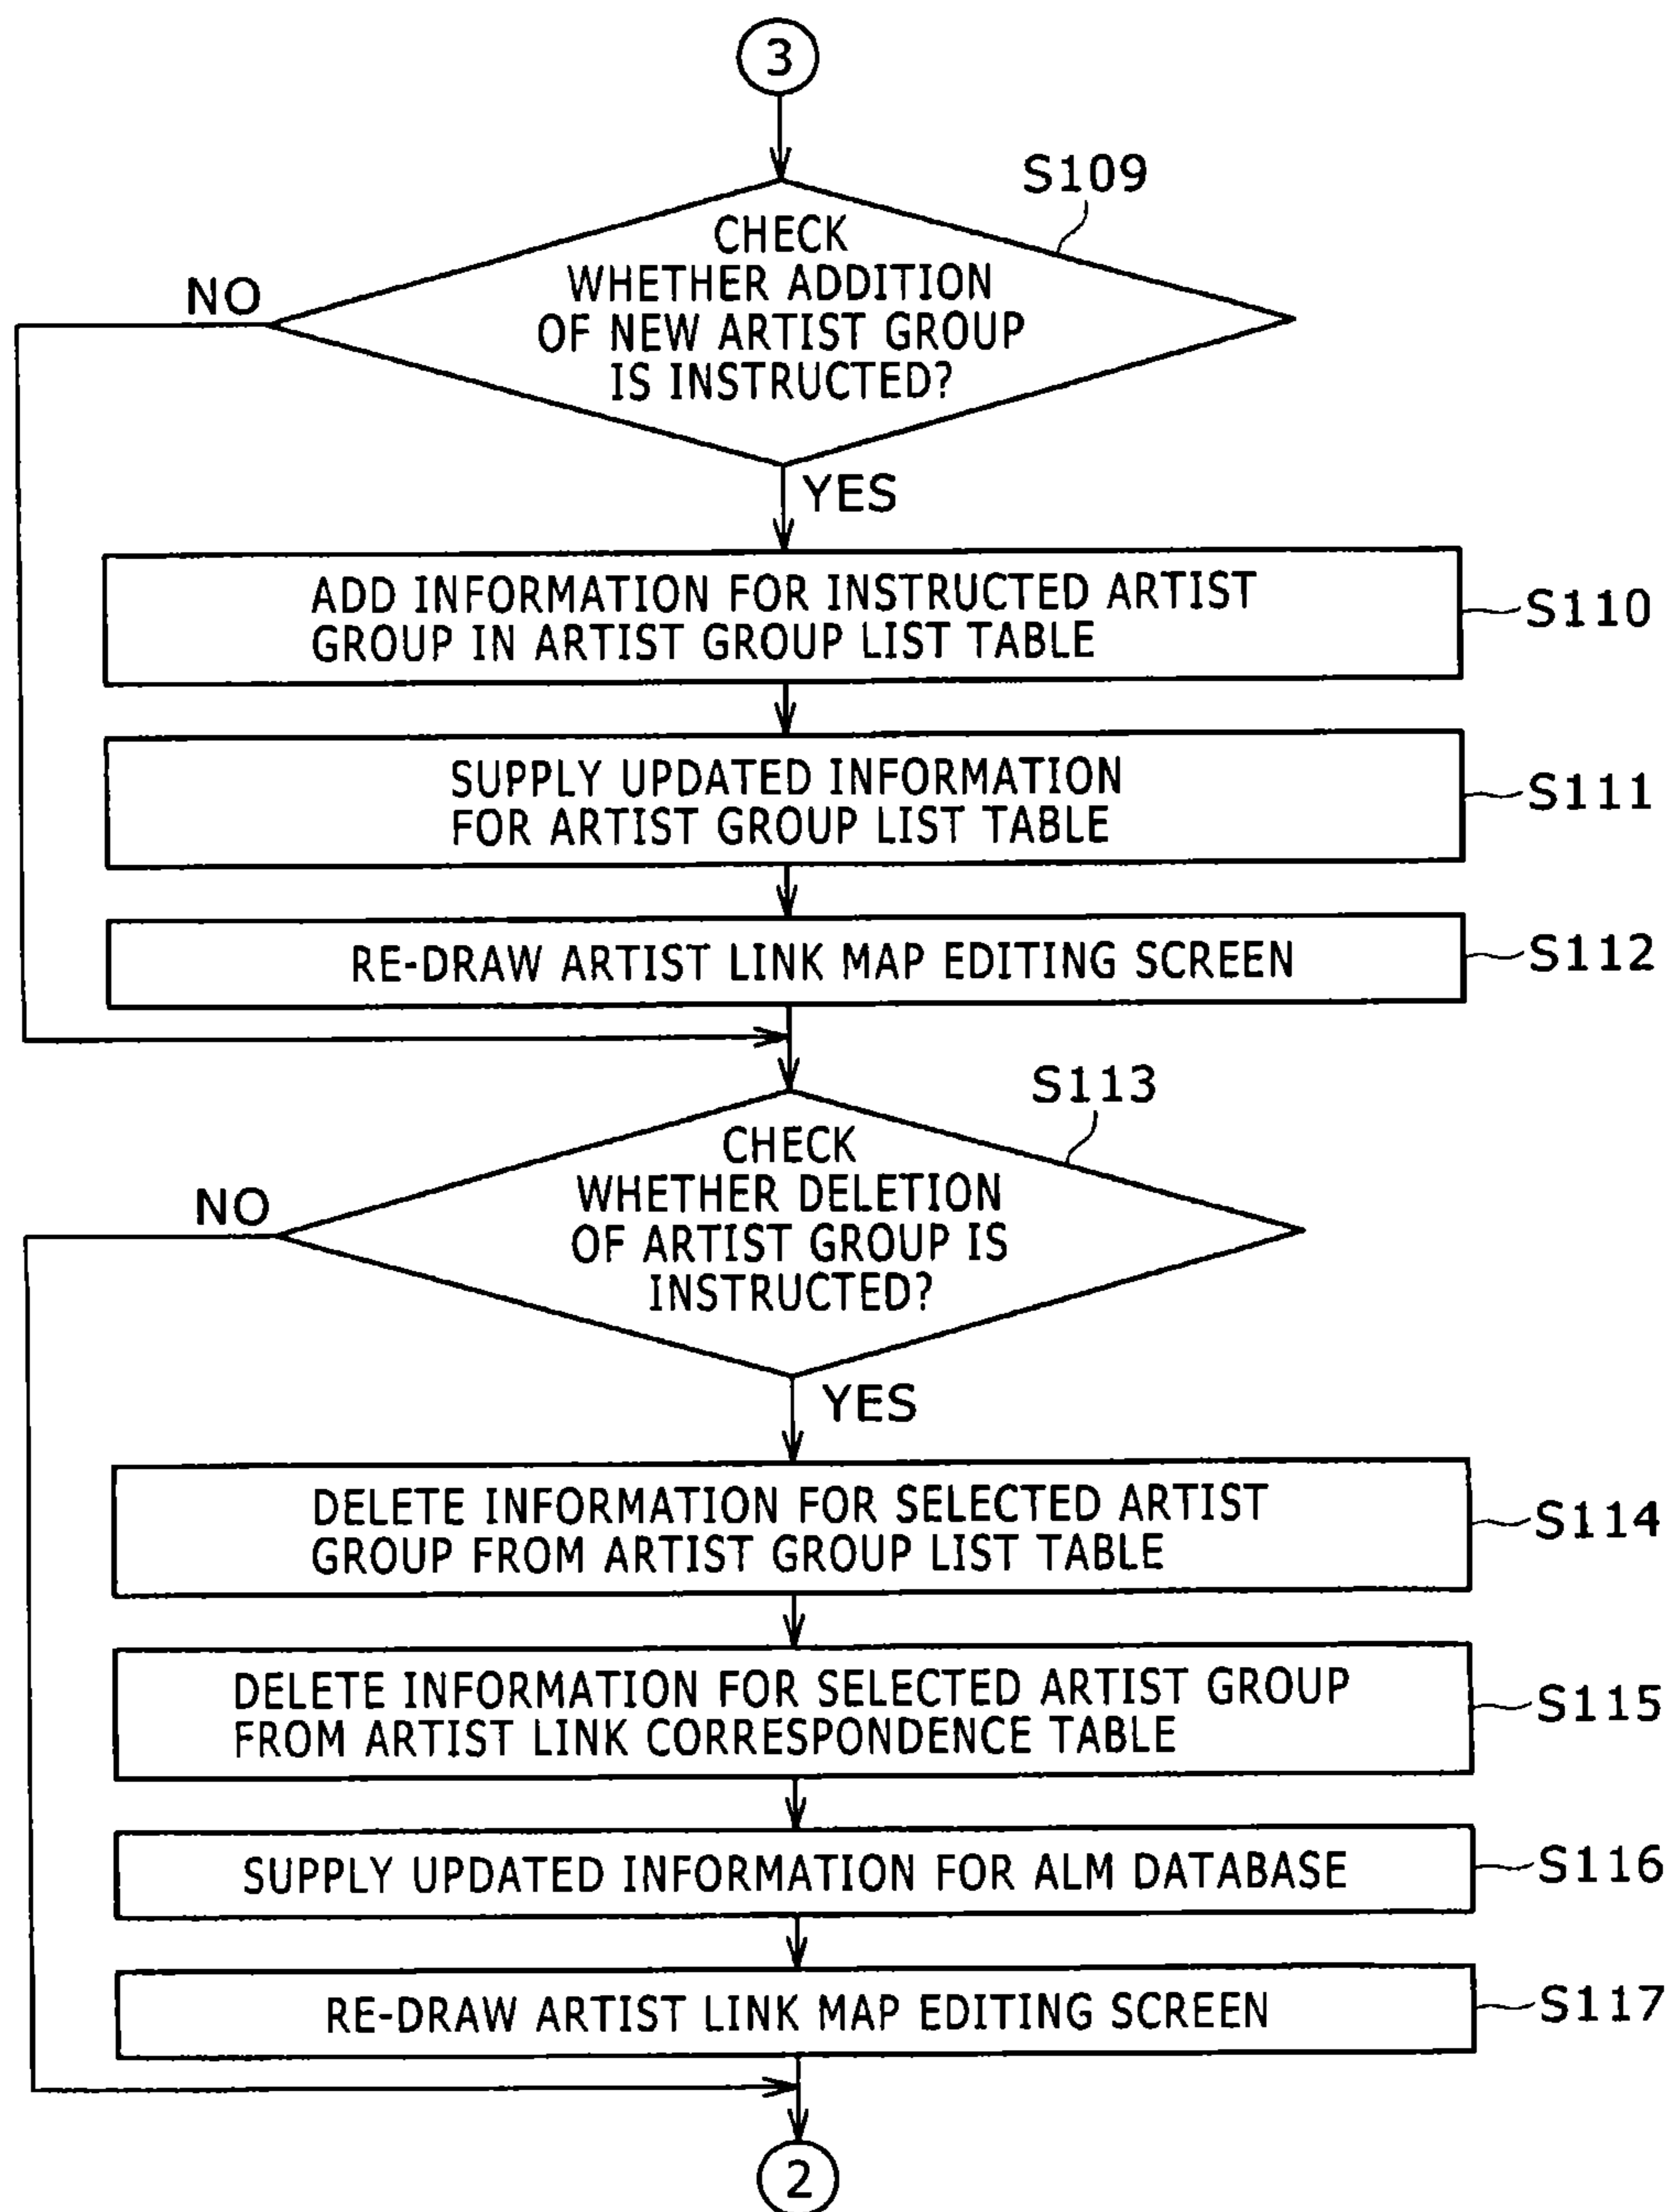 3
S109
CHECK
WHETHER ADDITION
OF NEW ARTIST GROUP
IS INSTRUCTED?
NO
YES
ADD INFORMATION FOR INSTRUCTED ARTIST
GROUP IN ARTIST GROUP LIST TABLE
S110
SUPPLY UPDATED INFORMATION
FOR ARTIST GROUP LIST TABLE
S111
RE-DRAW ARTIST LINK MAP EDITING SCREEN
S112
S113
CHECK
WHETHER DELETION
OF ARTIST GROUP IS
INSTRUCTED?
NO
YES
DELETE INFORMATION FOR SELECTED ARTIST
GROUP FROM ARTIST GROUP LIST TABLE
S114
DELETE INFORMATION FOR SELECTED ARTIST GROUP
FROM ARTIST LINK CORRESPONDENCE TABLE
S115
SUPPLY UPDATED INFORMATION FOR ALM DATABASE
S116
RE-DRAW ARTIST LINK MAP EDITING SCREEN
S117
2